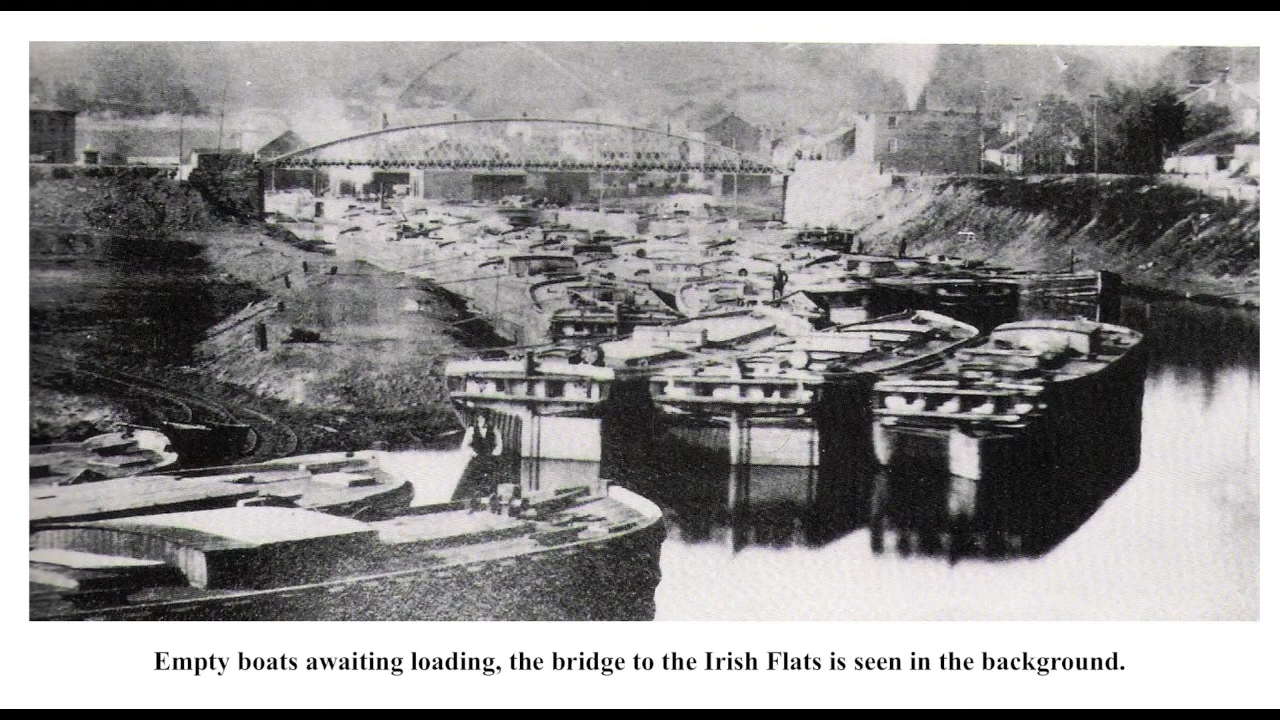 Empty boats awaiting loading, the bridge to the Irish Flats is seen in the background.